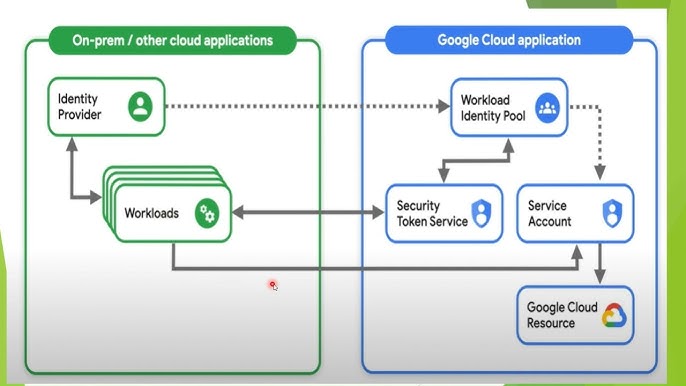 On-prem / other cloud applications
Google Cloud application
Identity
Provider
Workload
Identity Pool
Workloads
Security
Token Service
Service
Account
Google Cloud
Resource